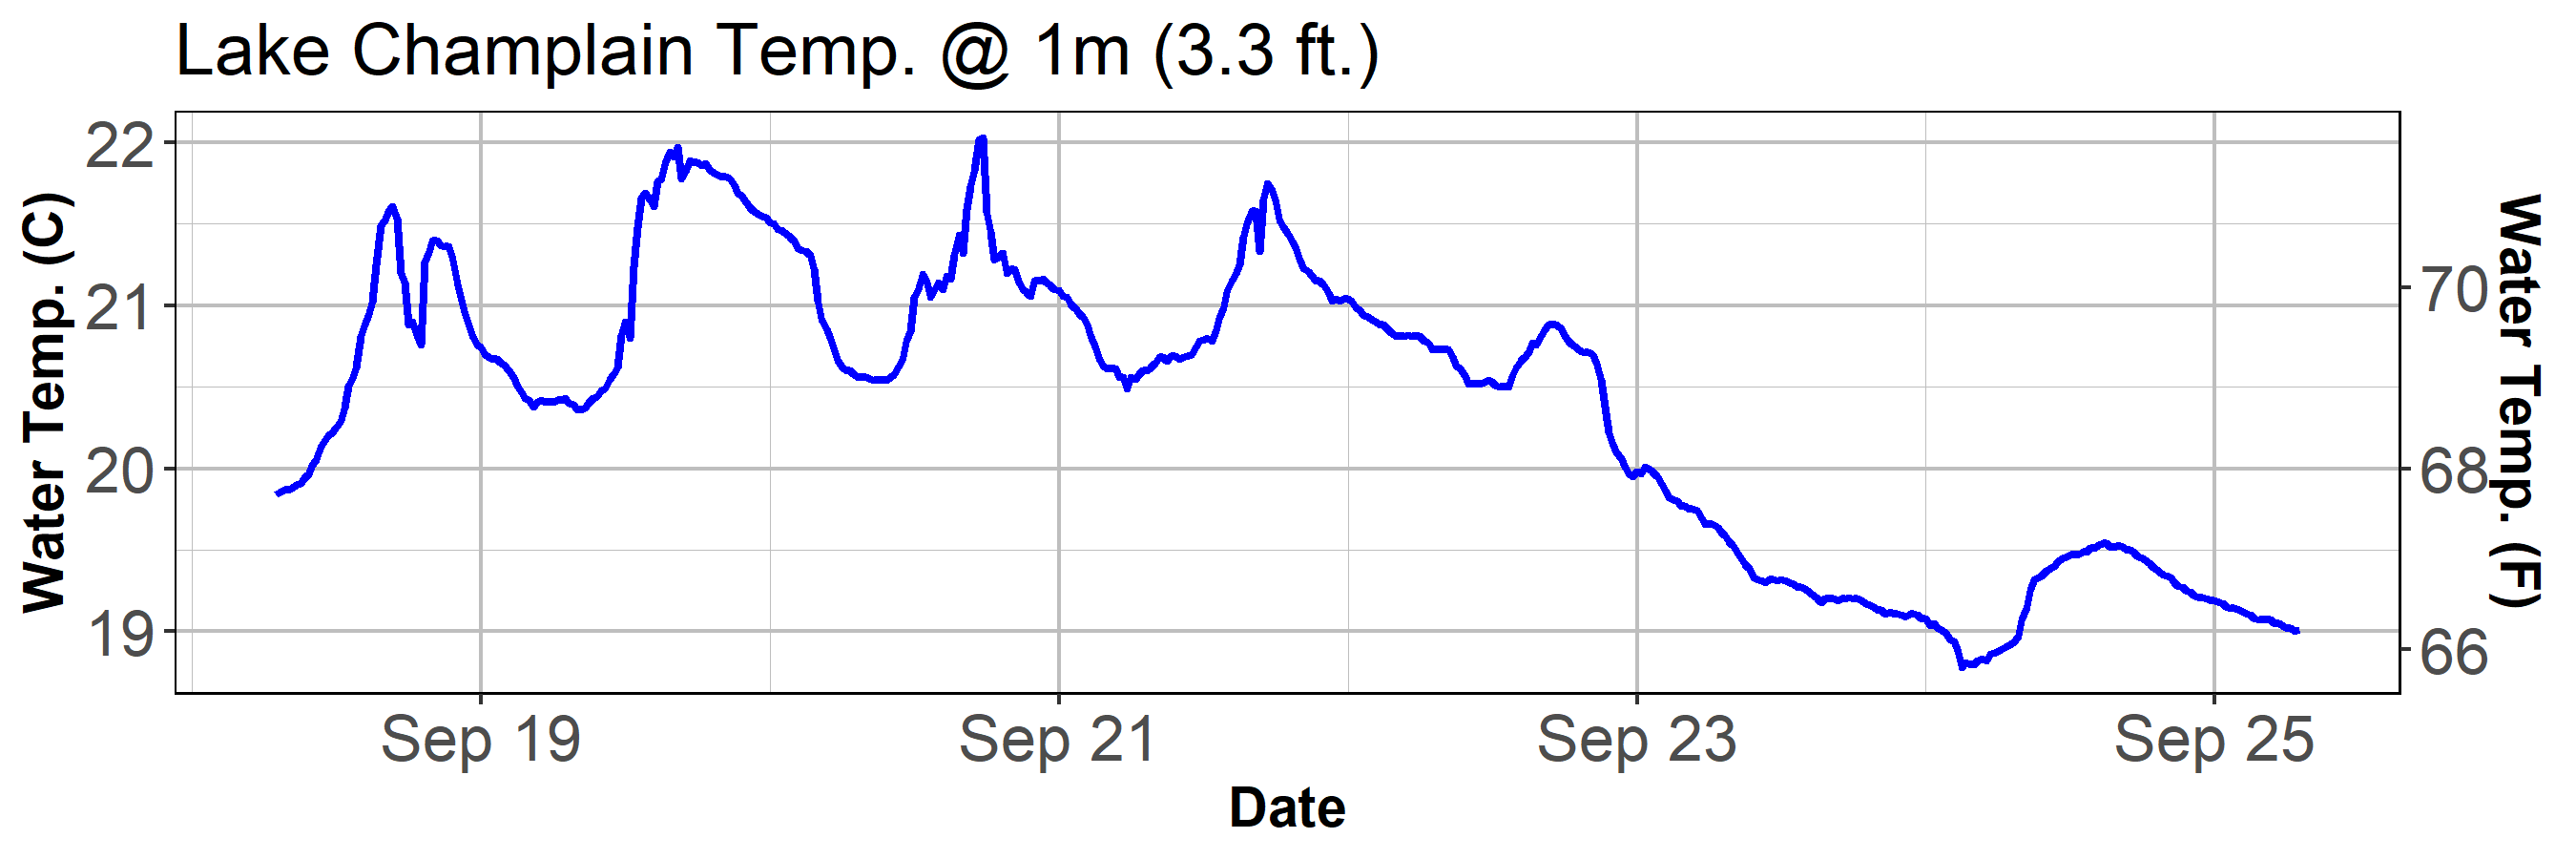 Lake Champlain Temp. @ 1m (3.3 ft.)
Water Temp. (C)
22
21
20
19
70
68
66
Water Temp. (F)
Sep 19
Sep 21
Sep 23
Sep 25
Date